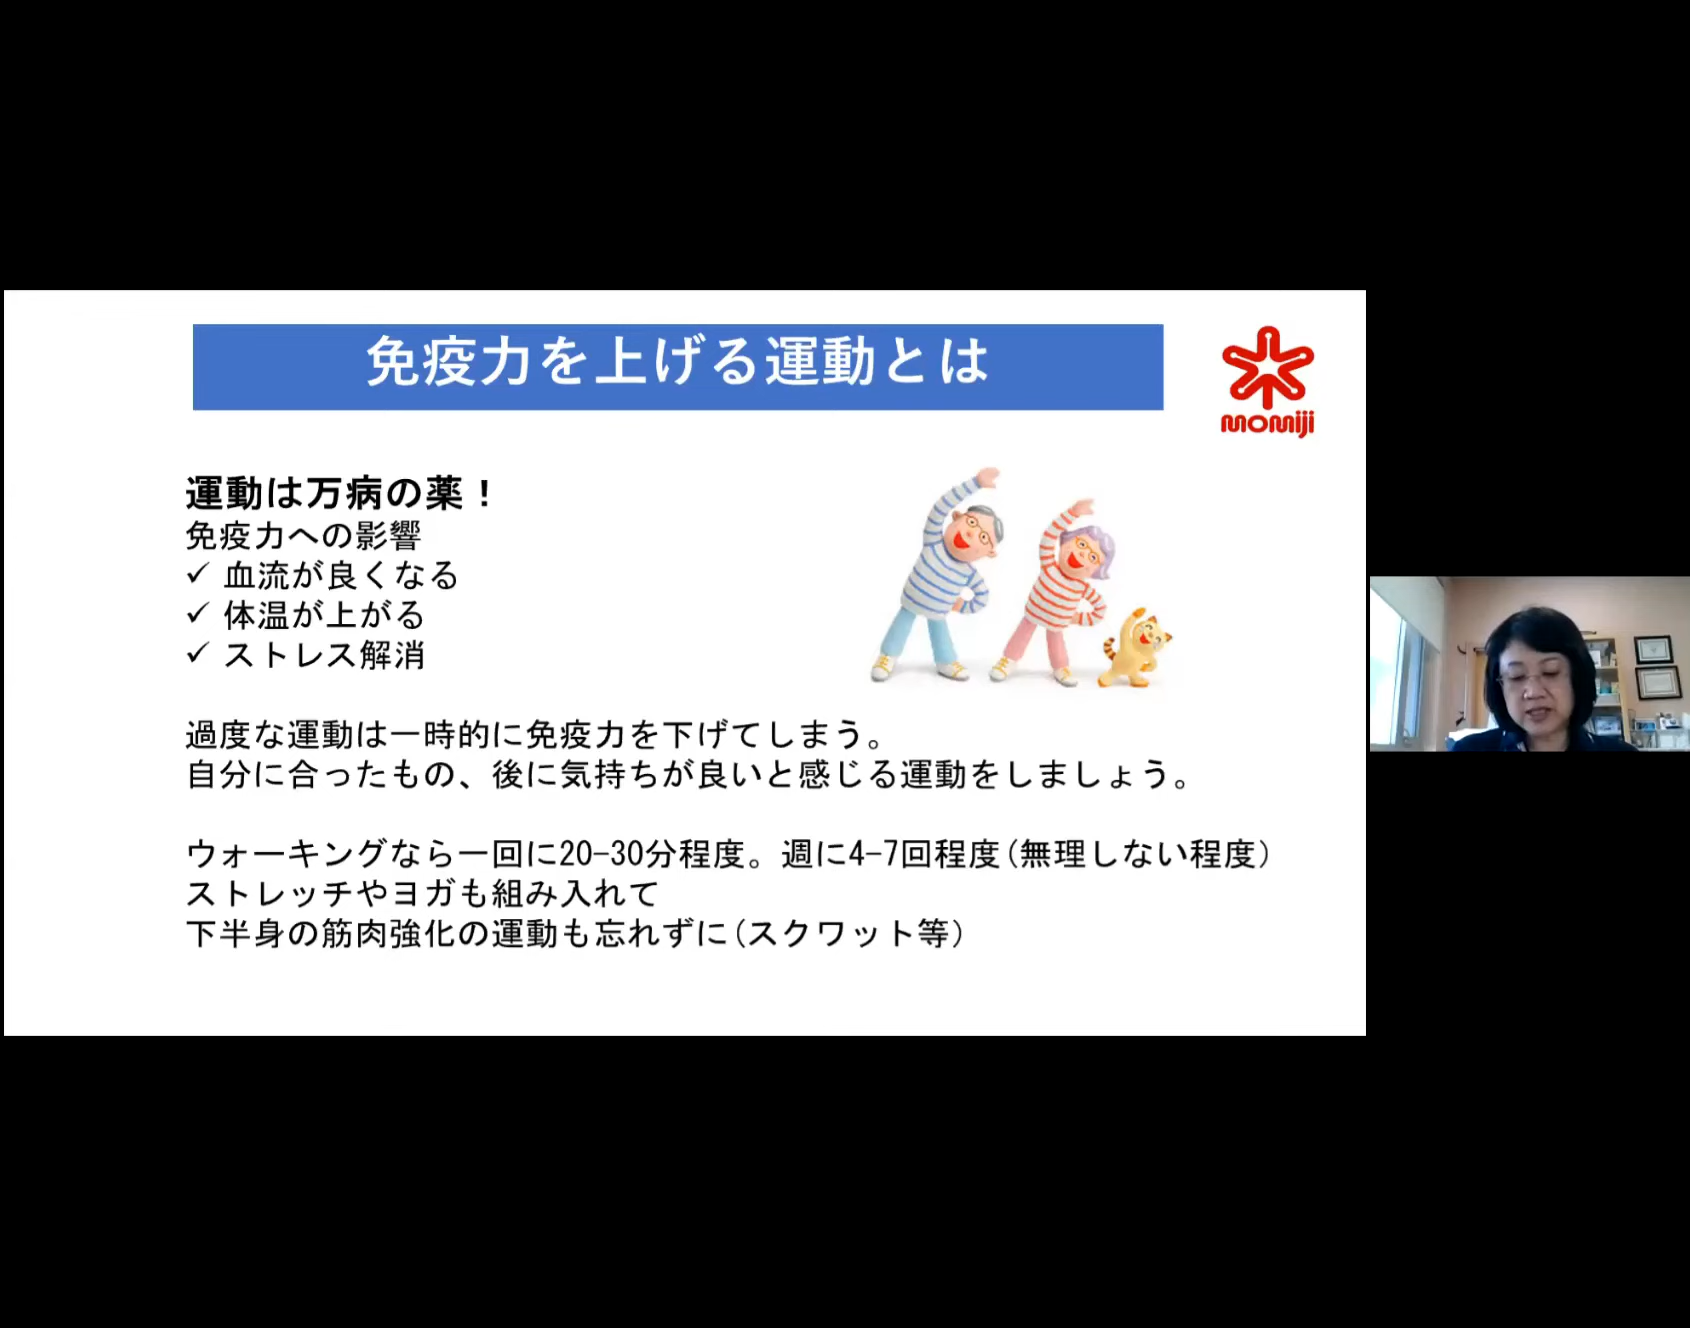 免疫力を上げる運動とは
momiji
運動は万病の薬！
免疫力への影響
✓ 血流が良くなる
✓ 体温が上がる
✓ ストレス解消
過度な運動は一時的に免疫力を下げてしまう。
自分に合ったもの、後に気持ちが良いと感じる運動をしましょう。
ウォーキングなら一回に20-30分程度。週に4-7回程度(無理しない程度)
ストレッチやヨガも組み入れて
下半身の筋肉強化の運動も忘れずに(スクワット等)